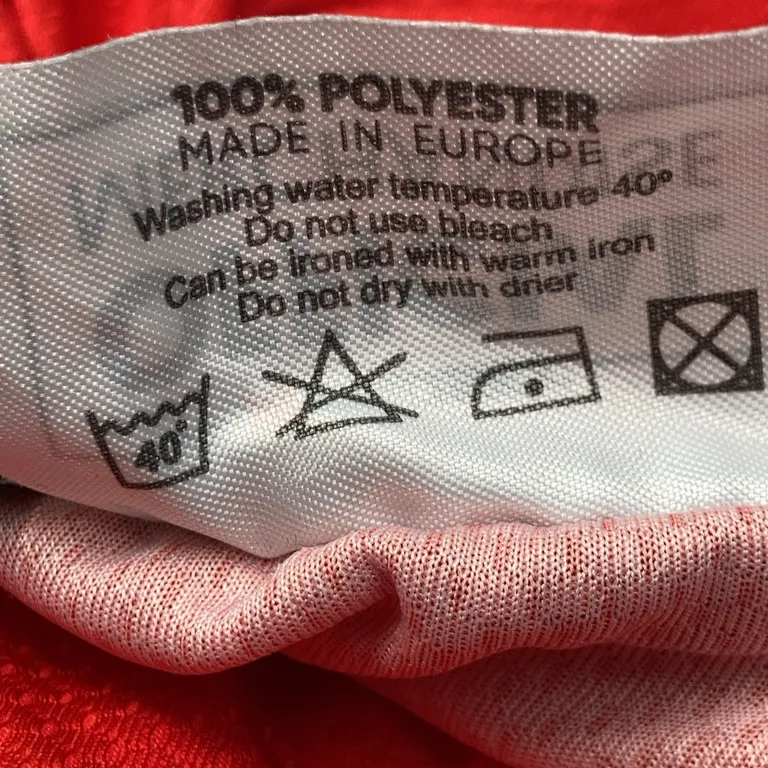 100% POLYESTER
MADE IN EUROPE
Washing water temperature 40°
Do not use bleach
Can be ironed with warm iron
Do not dry with drier
40°